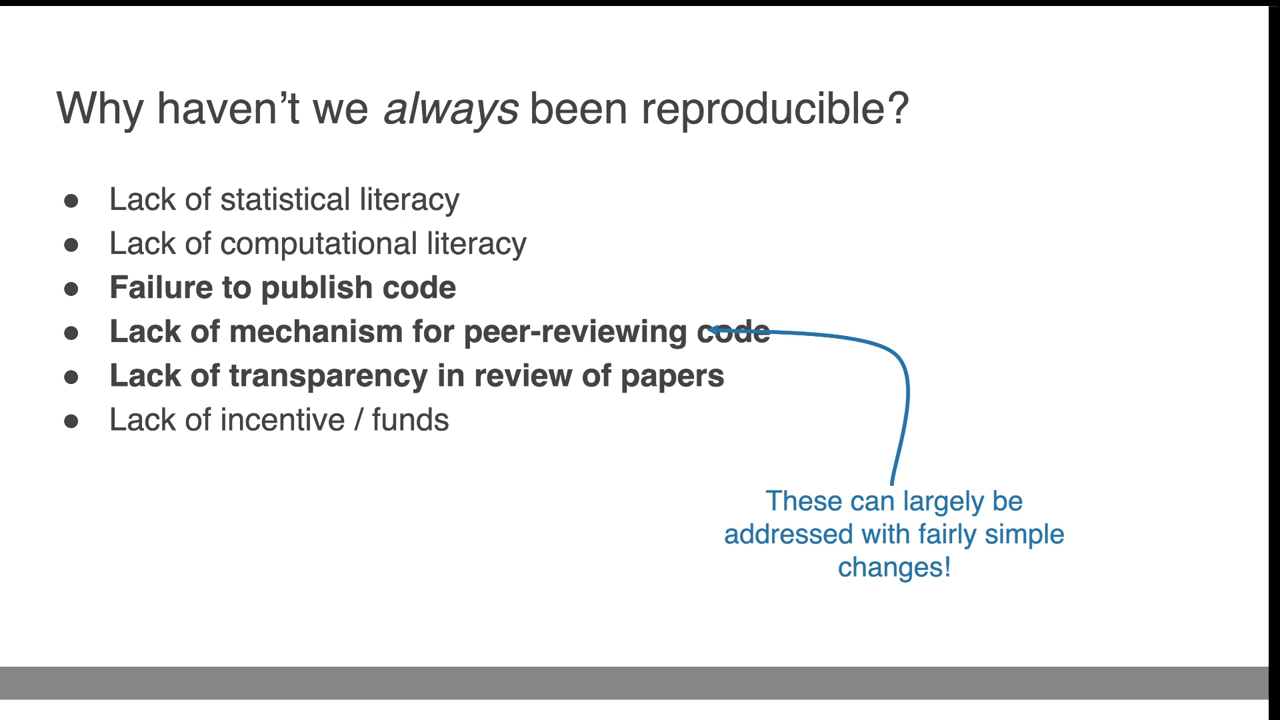 Why haven’t we always been reproducible?
● Lack of statistical literacy
● Lack of computational literacy
● Failure to publish code
● Lack of mechanism for peer-reviewing code
● Lack of transparency in review of papers
● Lack of incentive / funds
These can largely be
addressed with fairly simple
changes!